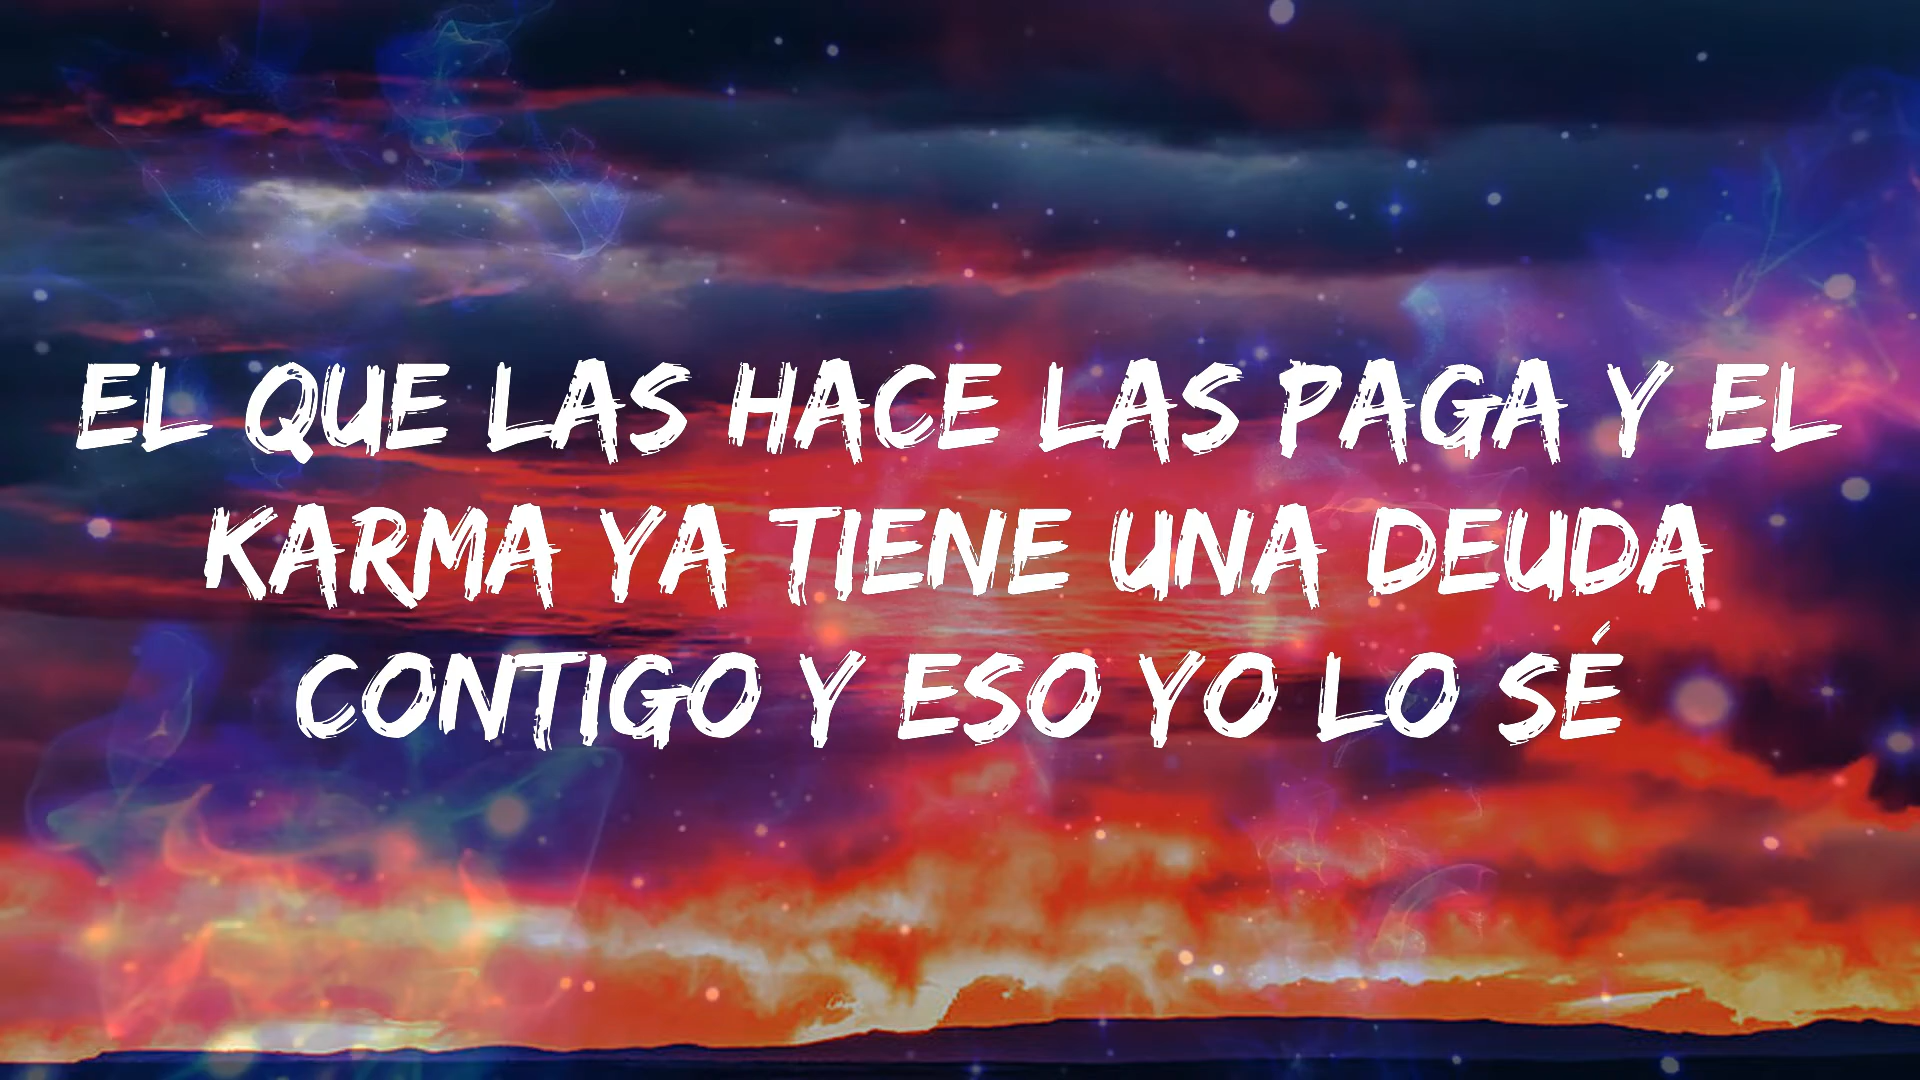 EL QUE LAS HACE LAS PAGA Y EL
KARMA YA TIENE UNA DEUDA
CONTIGO Y ESO YO LO SÉ